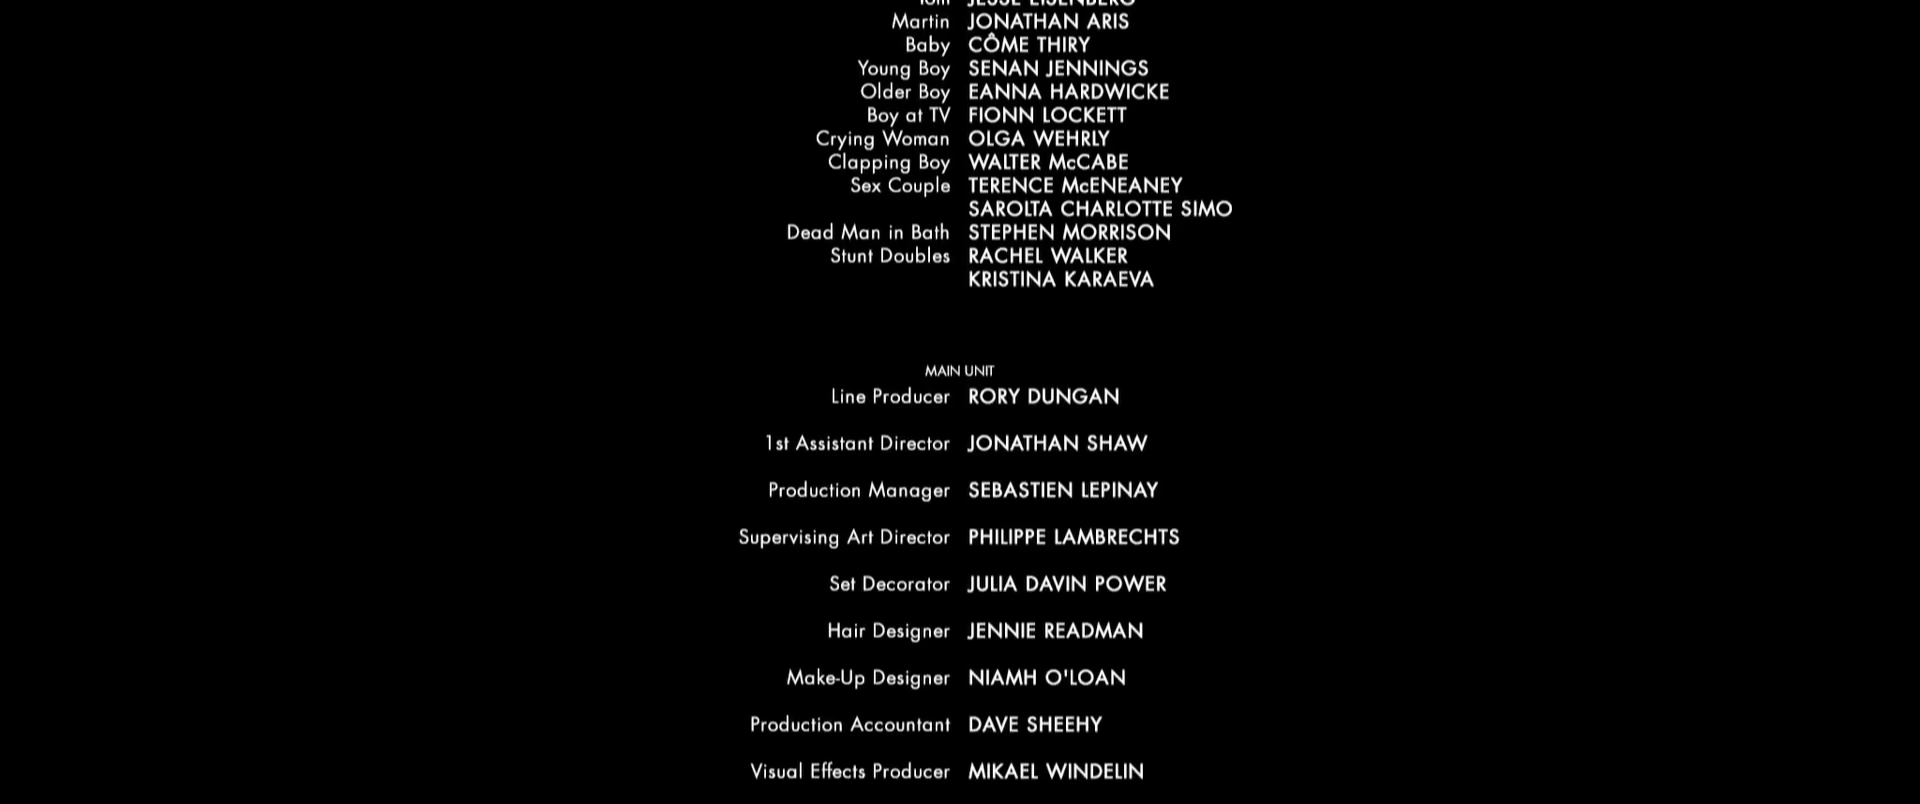 Tom JESSE EISENBERG
Martin JONATHAN ARIS
Baby CÔME THIRY
Young Boy SENAN JENNINGS
Older Boy EANNA HARDWICKE
Boy at TV FIONN LOCKETT
Crying Woman OLGA WEHRLY
Clapping Boy WALTER McCABE
Sex Couple TERENCE McENEANEY
SAROLTA CHARLOTTE SIMO
Dead Man in Bath STEPHEN MORRISON
Stunt Doubles RACHEL WALKER
KRISTINA KARAEVA
MAIN UNIT
Line Producer RORY DUNGAN
1st Assistant Director JONATHAN SHAW
Production Manager SEBASTIEN LEPINAY
Supervising Art Director PHILIPPE LAMBRECHTS
Set Decorator JULIA DAVIN POWER
Hair Designer JENNIE READMAN
Make-Up Designer NIAMH O'LOAN
Production Accountant DAVE SHEEHY
Visual Effects Producer MIKAEL WINDELIN